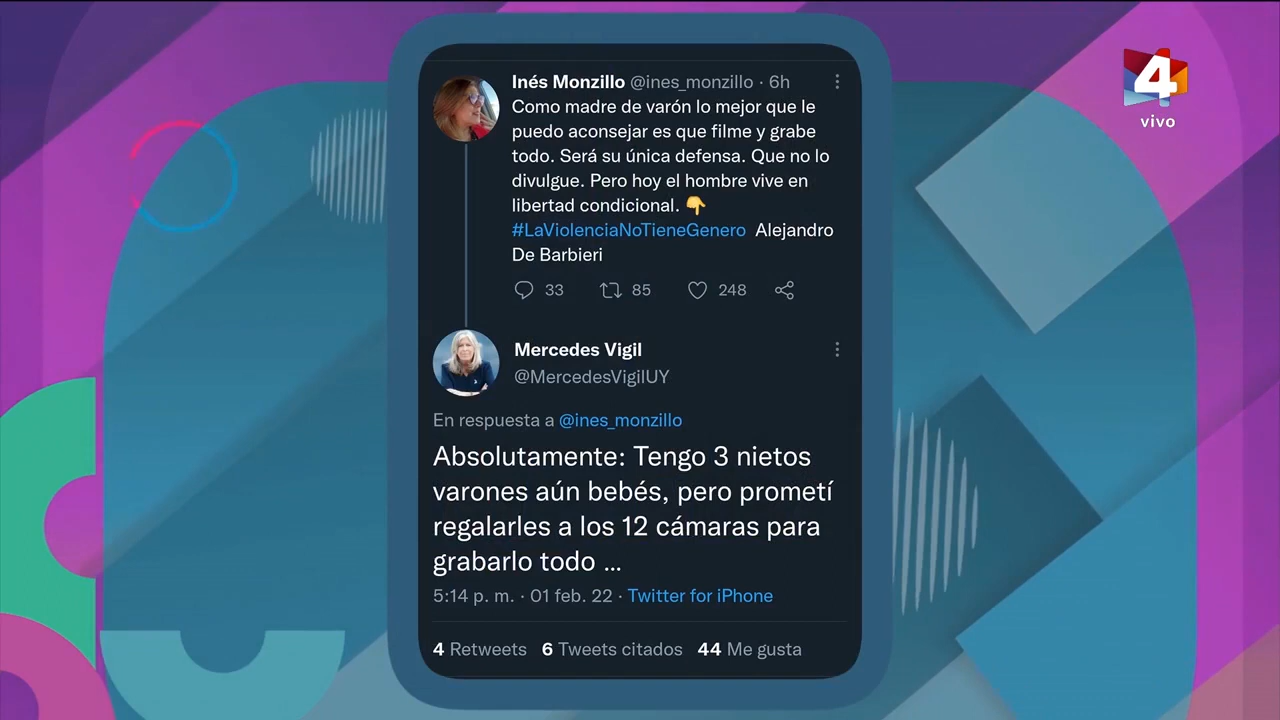 Inés Monzillo @ines_monzillo · 6h
Como madre de varón lo mejor que le
puedo aconsejar es que filme y grabe
todo. Será su única defensa. Que no lo
divulgue. Pero hoy el hombre vive en
libertad condicional. 👇
#LaViolenciaNoTieneGenero Alejandro
De Barbieri
33 85 248
Mercedes Vigil
@MercedesVigilUY
En respuesta a @ines_monzillo
Absolutamente: Tengo 3 nietos
varones aún bebés, pero prometí
regalarles a los 12 cámaras para
grabarlo todo ...
5:14 p. m. · 01 feb. 22 · Twitter for iPhone
4 Retweets 6 Tweets citados 44 Me gusta
4
vivo